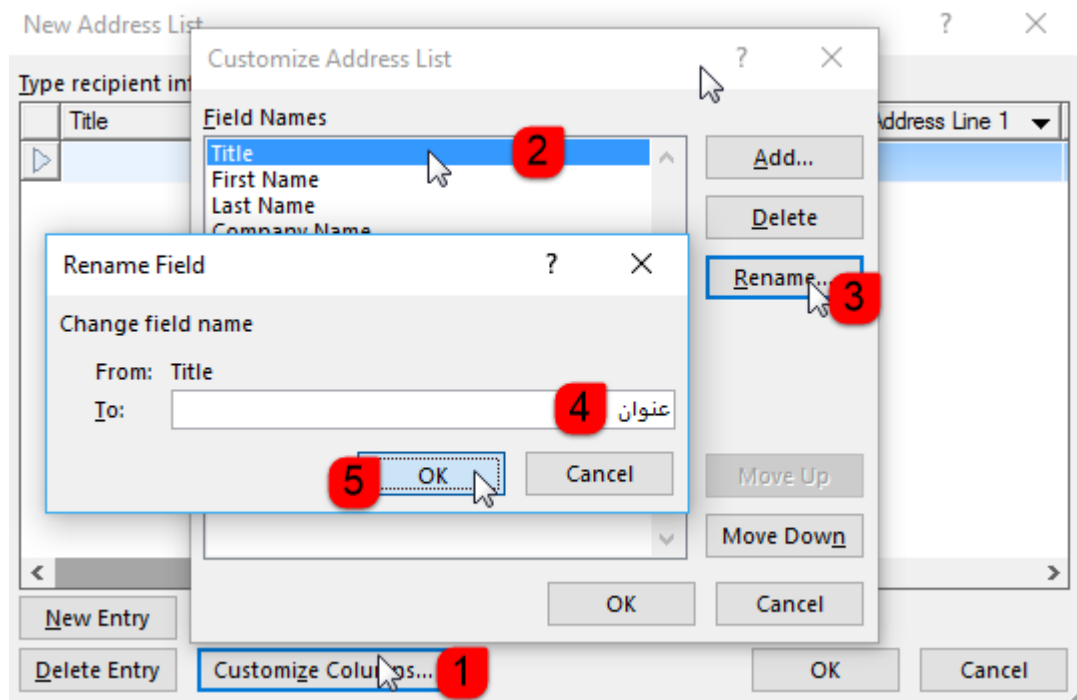 New Address List
Type recipient inf
Title
Address Line 1
Customize Address List
Field Names
Title
2
First Name
Last Name
Company Name
Add...
Delete
Rename...
3
Rename Field
Change field name
From: Title
To:
عنوان
4
5
OK
Cancel
Move Up
Move Down
OK
Cancel
New Entry
Delete Entry
Customize Columns...
1
OK
Cancel